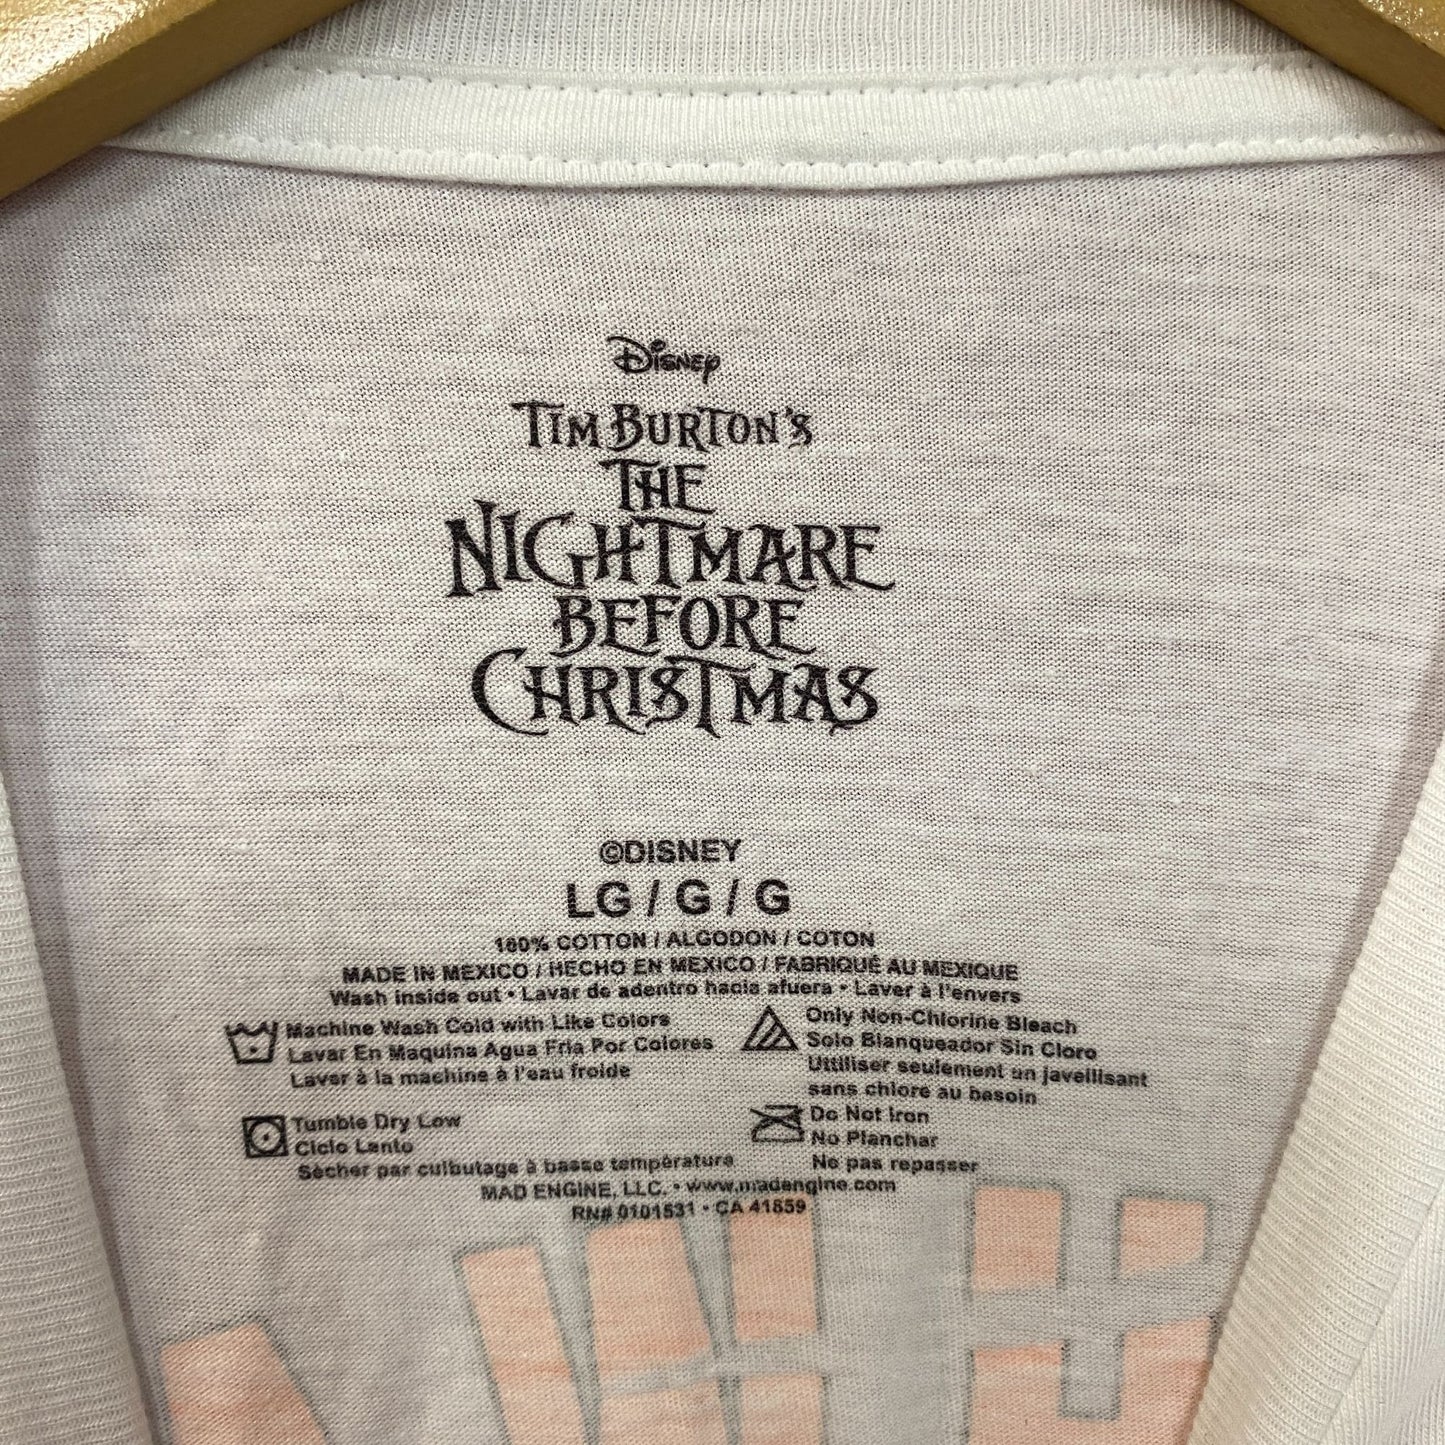 Disney
TIM BURTON'S
THE
NIGHTMARE
BEFORE
CHRISTMAS
©DISNEY
LG / G / G
100% COTTON / ALGODON / COTON
MADE IN MEXICO / HECHO EN MEXICO / FABRIQUÉ AU MEXIQUE
Wash inside out • Lavar de adentro hacia afuera • Laver à l'envers
Machine Wash Cold with Like Colors
Lavar En Maquina Agua Fria Por Colores
Laver à la machine à l'eau froide
Only Non-Chlorine Bleach
Solo Blanqueador Sin Cloro
Uttiliser seulement un javellisant
sans chlore au besoin
Tumble Dry Low
Ciclo Lento
Sècher par culbutage à basse température
Do Not Iron
No Planchar
Ne pas repasser
MAD ENGINE, LLC. • www.madengine.com
RN# 0101531 • CA 41859